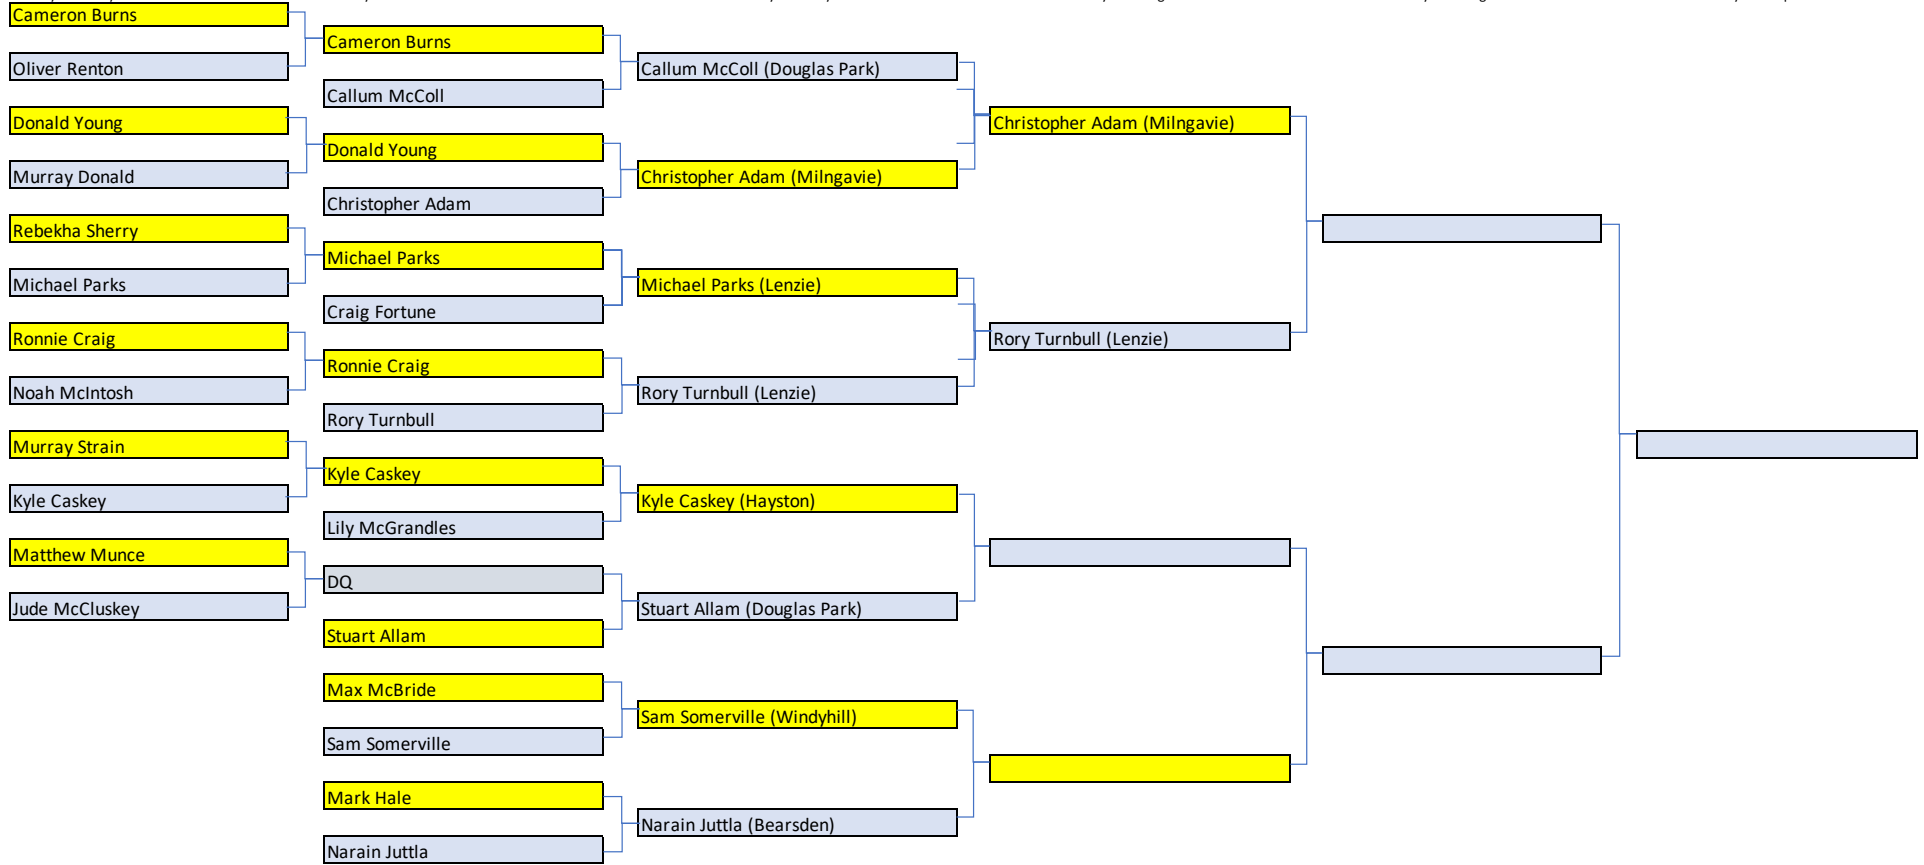 Cameron Burns
Oliver Renton
Donald Young
Murray Donald
Rebekha Sherry
Michael Parks
Ronnie Craig
Noah McIntosh
Murray Strain
Kyle Caskey
Matthew Munce
Jude McCluskey
Cameron Burns
Callum McColl
Donald Young
Christopher Adam
Michael Parks
Craig Fortune
Ronnie Craig
Rory Turnbull
Kyle Caskey
Lily McGrandles
DQ
Stuart Allam
Max McBride
Sam Somerville
Mark Hale
Narain Juttla
Callum McColl (Douglas Park)
Christopher Adam (Milngavie)
Michael Parks (Lenzie)
Rory Turnbull (Lenzie)
Kyle Caskey (Hayston)
Stuart Allam (Douglas Park)
Sam Somerville (Windyhill)
Narain Juttla (Bearsden)
Christopher Adam (Milngavie)
Rory Turnbull (Lenzie)